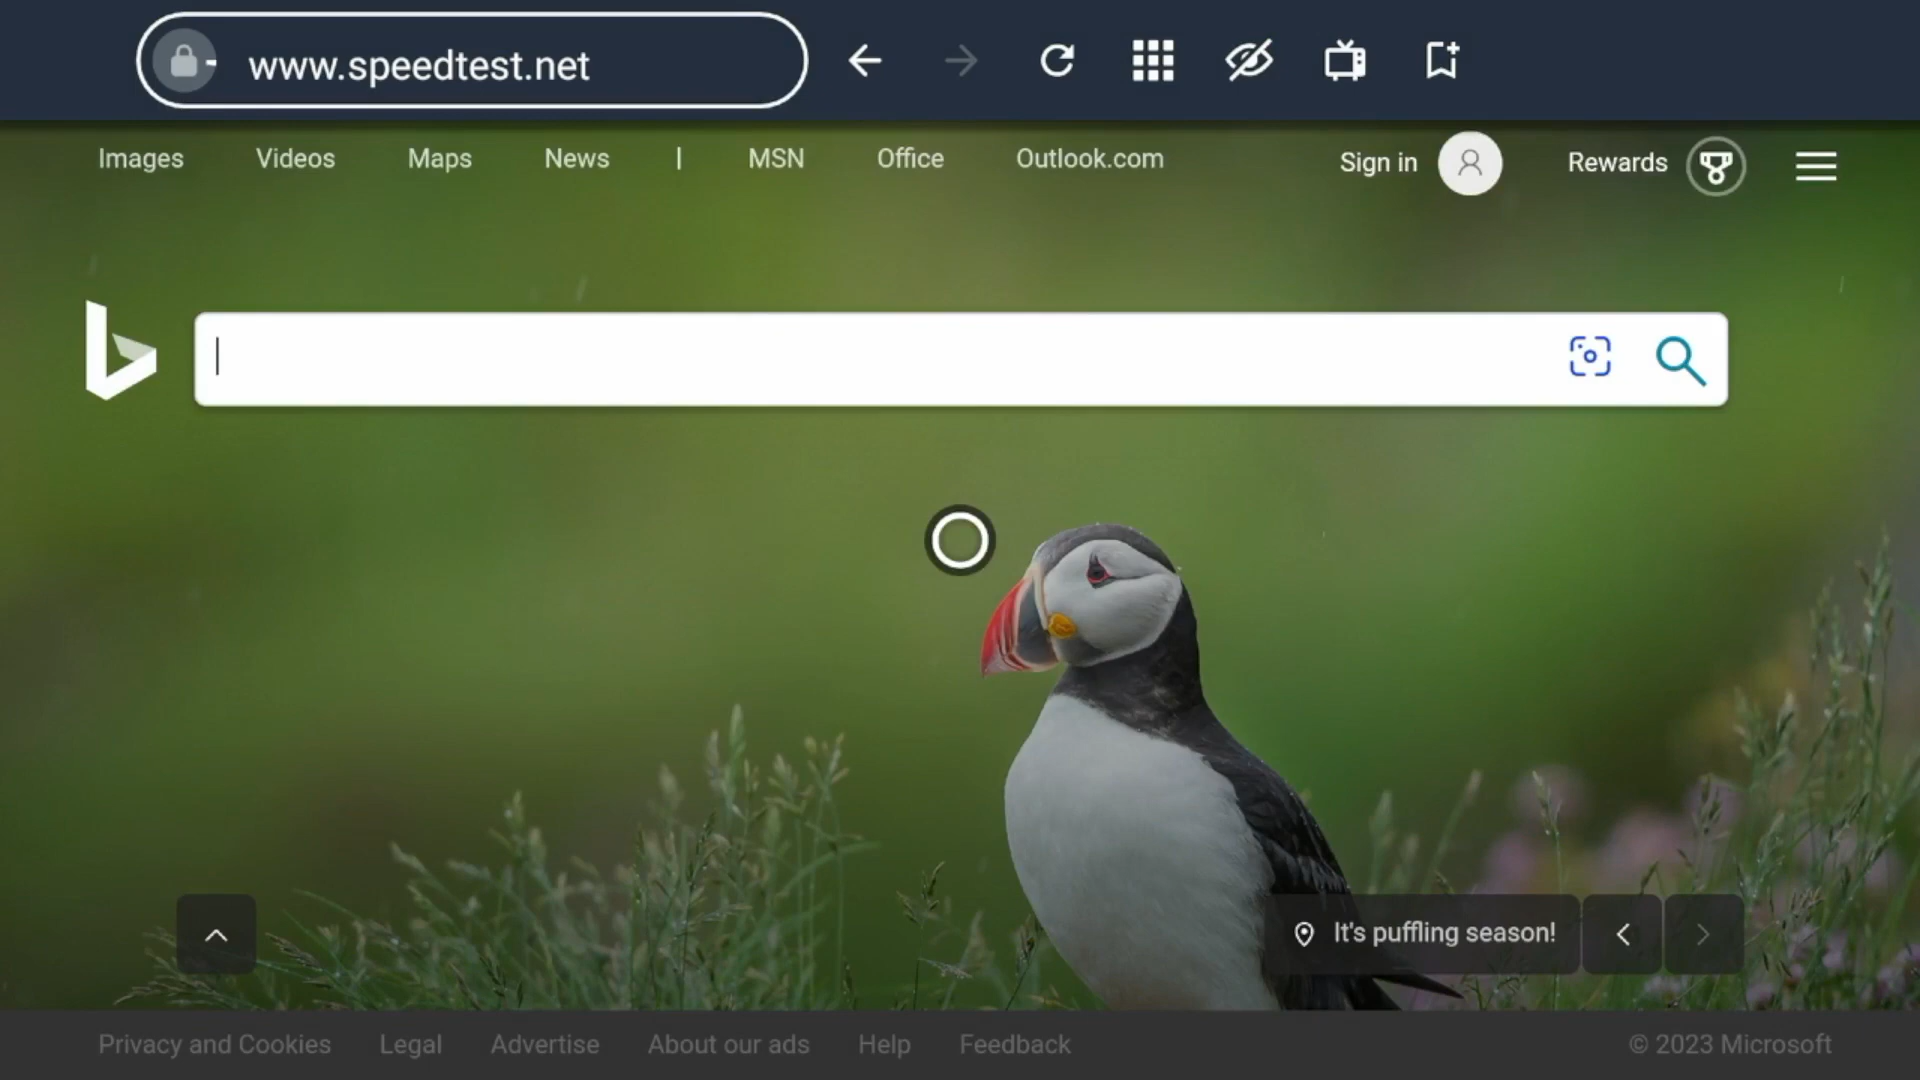 www.speedtest.net
Images Videos Maps News | MSN Office Outlook.com Sign in Rewards
It's puffling season!
Privacy and Cookies Legal Advertise About our ads Help Feedback © 2023 Microsoft